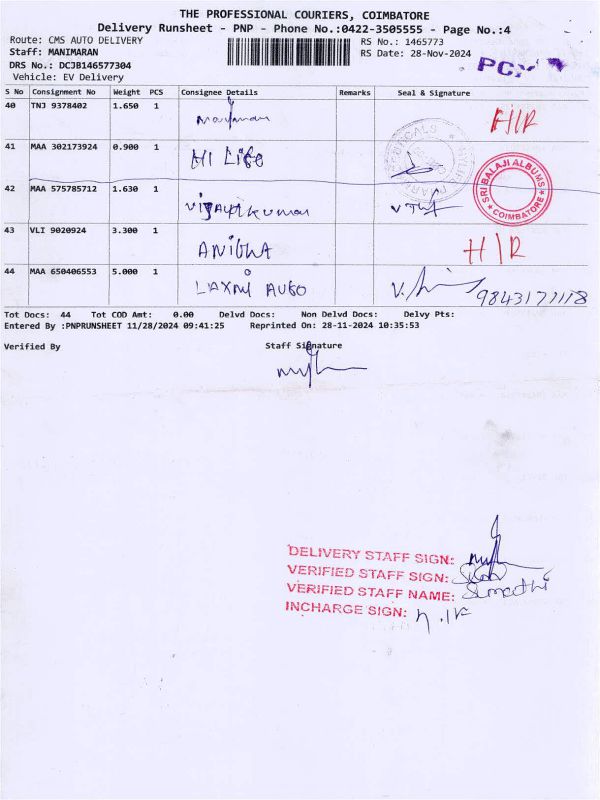 THE PROFESSIONAL COURIERS, COIMBATORE
Delivery Runsheet - PNP - Phone No.:0422-3505555 - Page No.:4
Route: CMS AUTO DELIVERY RS No.: 1465773
Staff: MANIMARAN RS Date: 28-Nov-2024
DRS No.: DCJB146577304
Vehicle: EV Delivery
S No Consignment No Weight PCS Consignee Details Remarks Seal & Signature
40 TNJ 9378402 1.650 1 H/R
41 MAA 302173924 0.900 1 Hi Life
42 MAA 575785712 1.630 1 Vijayakumar
SRI BALAJI ALBUMS COIMBATORE
43 VLI 9020924 3.300 1 ANIGHA H/R
44 MAA 650406553 5.000 1 LAXMI AUTO
Tot Docs: 44 Tot COD Amt: 0.00 Delvd Docs: Non Delvd Docs: Delvy Pts:
Entered By :PNPRUNSHEET 11/28/2024 09:41:25 Reprinted On: 28-11-2024 10:35:53
Verified By Staff Signature
DELIVERY STAFF SIGN:
VERIFIED STAFF SIGN:
VERIFIED STAFF NAME: Sumathi
INCHARGE SIGN: